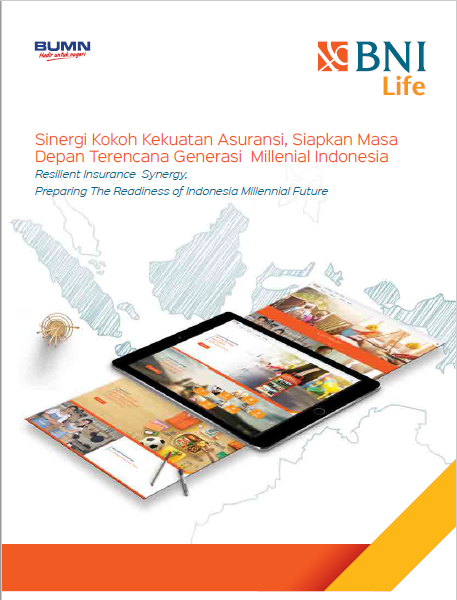 BUMN
Hadir untuk negeri
BNI
Life
Sinergi Kokoh Kekuatan Asuransi, Siapkan Masa
Depan Terencana Generasi Millenial Indonesia
Resilient Insurance Synergy,
Preparing The Readiness of Indonesia Millennial Future